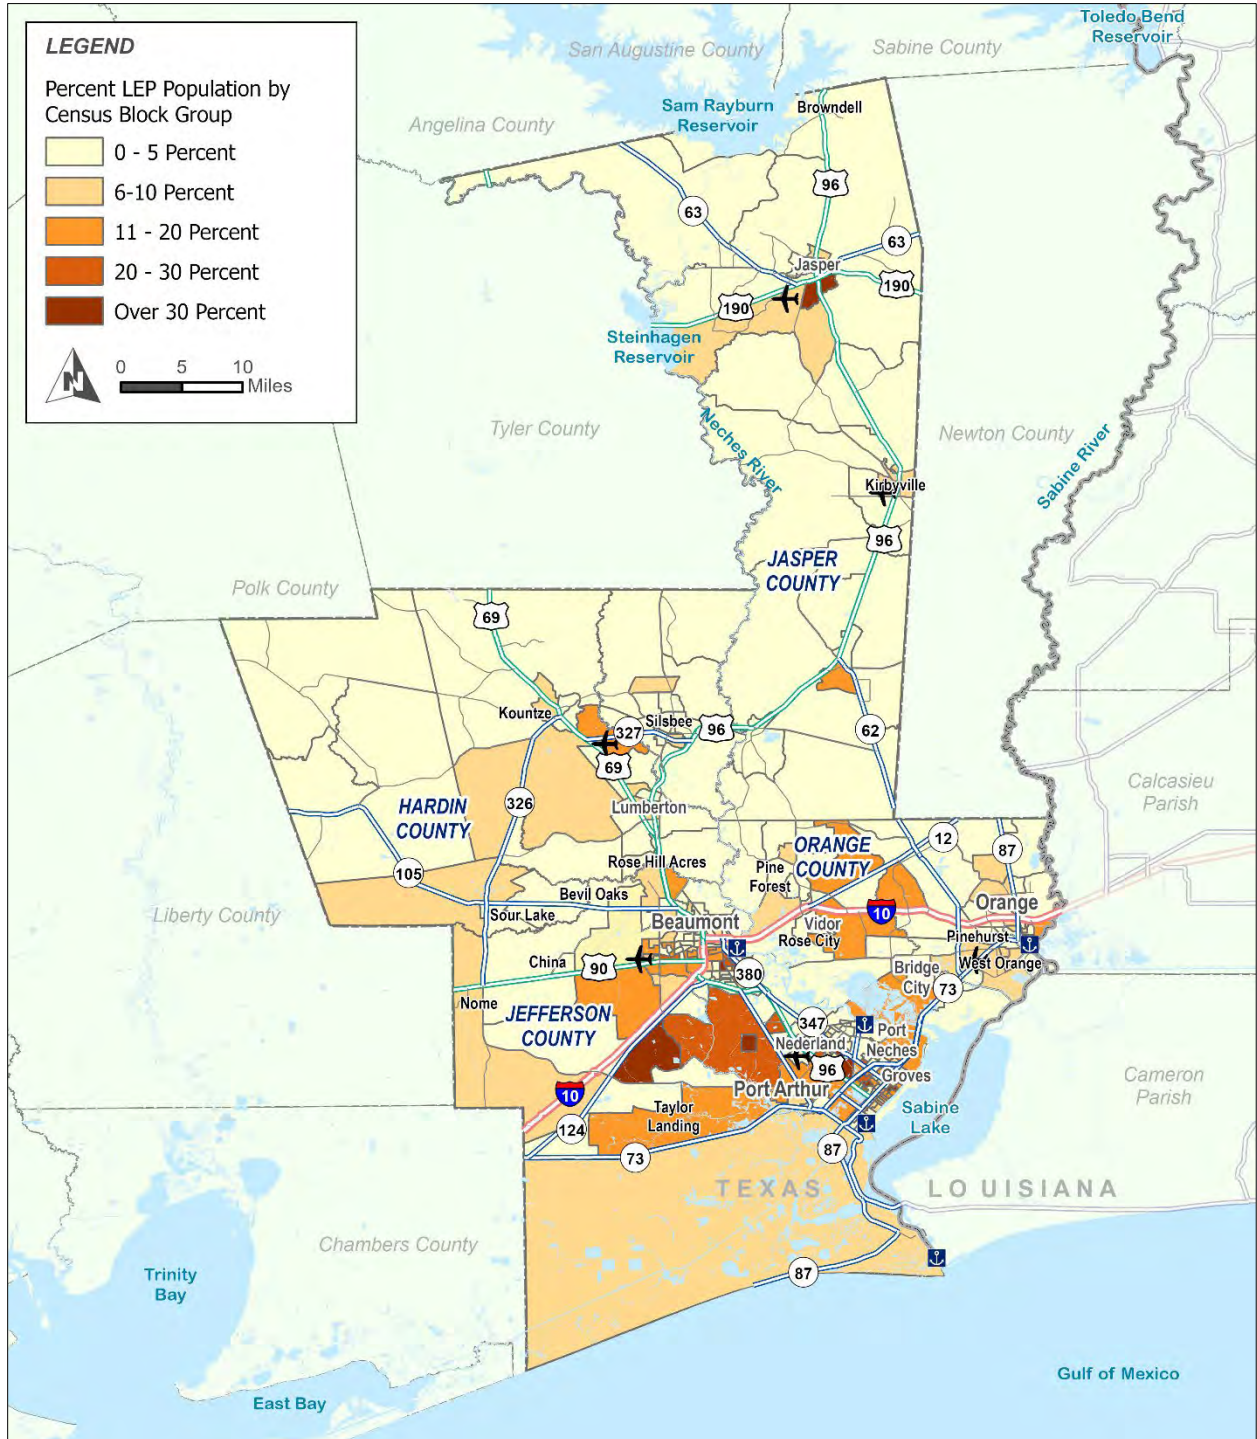 LEGEND
Percent LEP Population by
Census Block Group
0 - 5 Percent
6-10 Percent
11 - 20 Percent
20 - 30 Percent
Over 30 Percent
N
0 5 10
Miles
Toledo Bend
Reservoir
San Augustine County
Sabine County
Sam Rayburn
Reservoir
Browndell
Angelina County
96
63
63
Jasper
190
190
Steinhagen
Reservoir
Tyler County
Neches River
Newton County
Sabine River
Kirbyville
96
JASPER
COUNTY
Polk County
69
Kountze
327
Silsbee
96
62
69
Calcasieu
Parish
HARDIN
COUNTY
326
Lumberton
ORANGE
COUNTY
12
87
105
Rose Hill Acres
Pine
Forest
Bevil Oaks
Orange
Liberty County
Sour Lake
Beaumont
Vidor
10
Rose City
Pinehurst
West Orange
China
90
380
Bridge
City
73
Nome
JEFFERSON
COUNTY
347
Port
Neches
Nederland
96
Groves
Port Arthur
10
Cameron
Parish
Taylor
Landing
Sabine
Lake
124
73
87
TEXAS
LOUISIANA
Chambers County
Trinity
Bay
87
East Bay
Gulf of Mexico